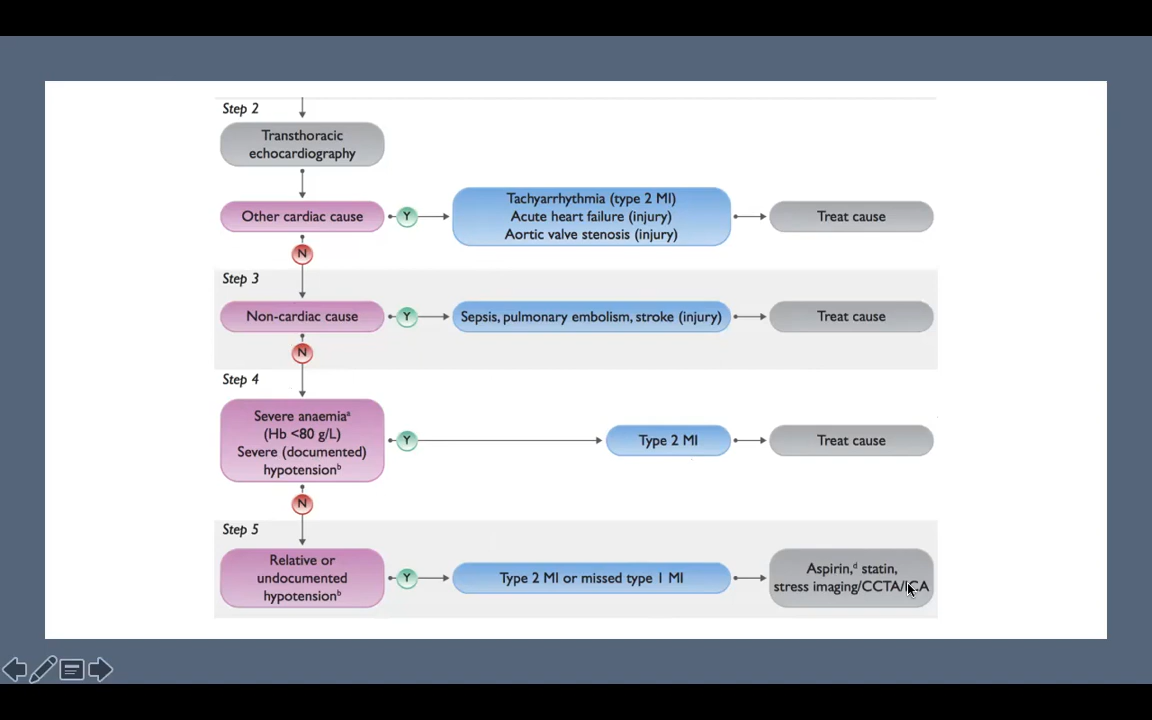 Step 2
Transthoracic
echocardiography
Other cardiac cause
Y
Tachyarrhythmia (type 2 MI)
Acute heart failure (injury)
Aortic valve stenosis (injury)
Treat cause
N
Step 3
Non-cardiac cause
Y
Sepsis, pulmonary embolism, stroke (injury)
Treat cause
N
Step 4
Severe anaemiaᵃ
(Hb <80 g/L)
Severe (documented)
hypotensionᵇ
Y
Type 2 MI
Treat cause
N
Step 5
Relative or
undocumented
hypotensionᵇ
Y
Type 2 MI or missed type 1 MI
Aspirin,ᵈ statin,
stress imaging/CCTA/ICA